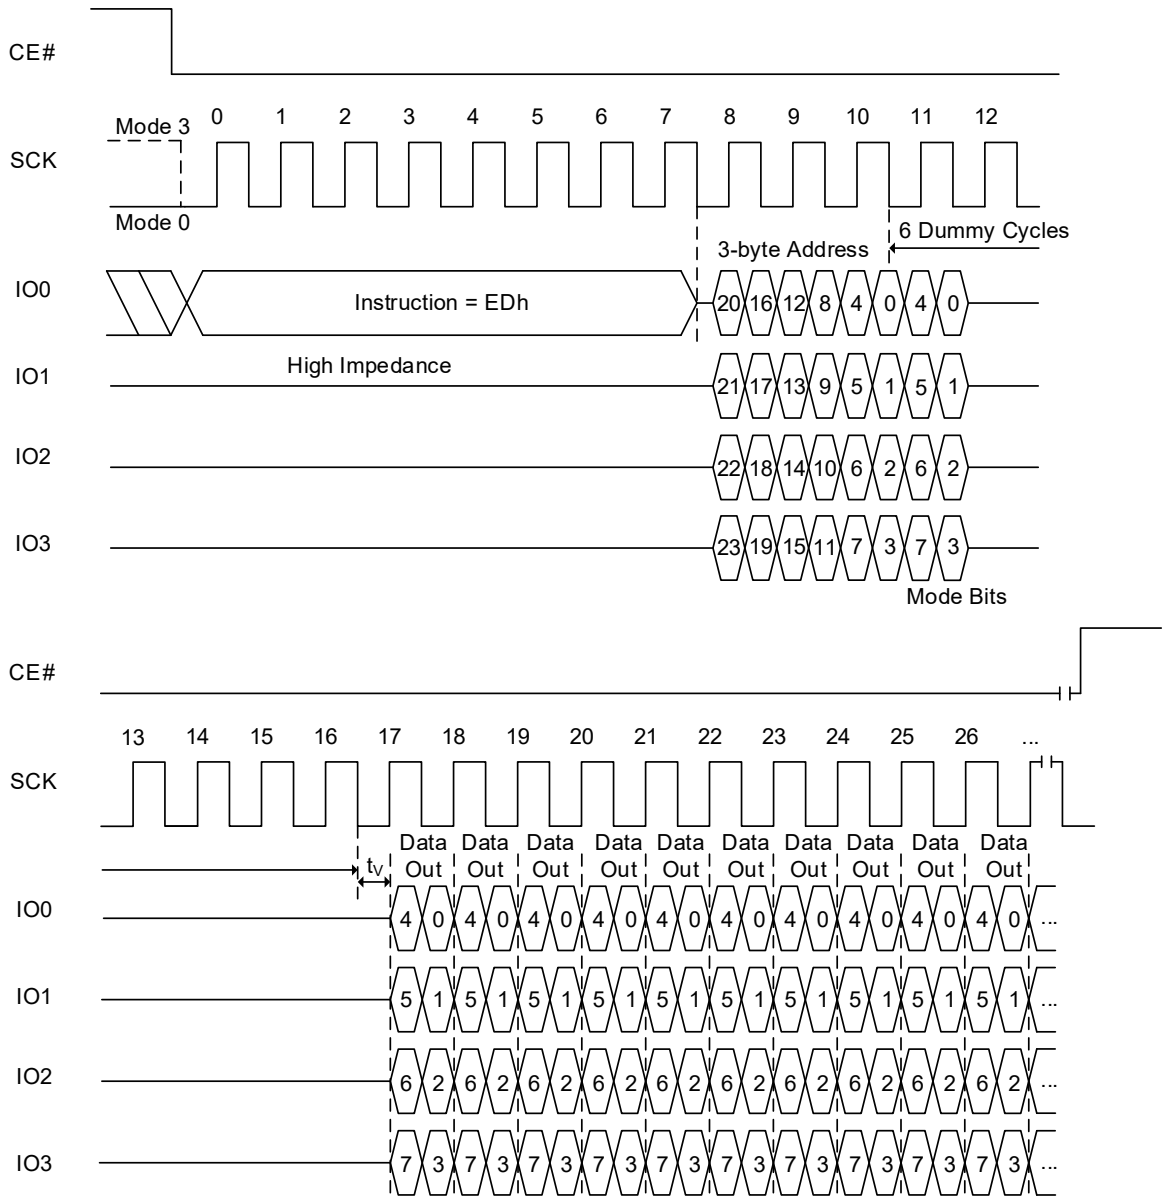 CE#
0 1 2 3 4 5 6 7 8 9 10 11 12
Mode 3
SCK
Mode 0
6 Dummy Cycles
3-byte Address
IO0
Instruction = EDh
20 16 12 8 4 0 4 0
High Impedance
IO1
21 17 13 9 5 1 5 1
IO2
22 18 14 10 6 2 6 2
IO3
23 19 15 11 7 3 7 3
Mode Bits
CE#
13 14 15 16 17 18 19 20 21 22 23 24 25 26 ...
SCK
Data Data Data Data Data Data Data Data Data Data
tV Out Out Out Out Out Out Out Out Out Out
IO0
4 0 4 0 4 0 4 0 4 0 4 0 4 0 4 0 4 0 4 0 ...
IO1
5 1 5 1 5 1 5 1 5 1 5 1 5 1 5 1 5 1 5 1 ...
IO2
6 2 6 2 6 2 6 2 6 2 6 2 6 2 6 2 6 2 6 2 ...
IO3
7 3 7 3 7 3 7 3 7 3 7 3 7 3 7 3 7 3 7 3 ...